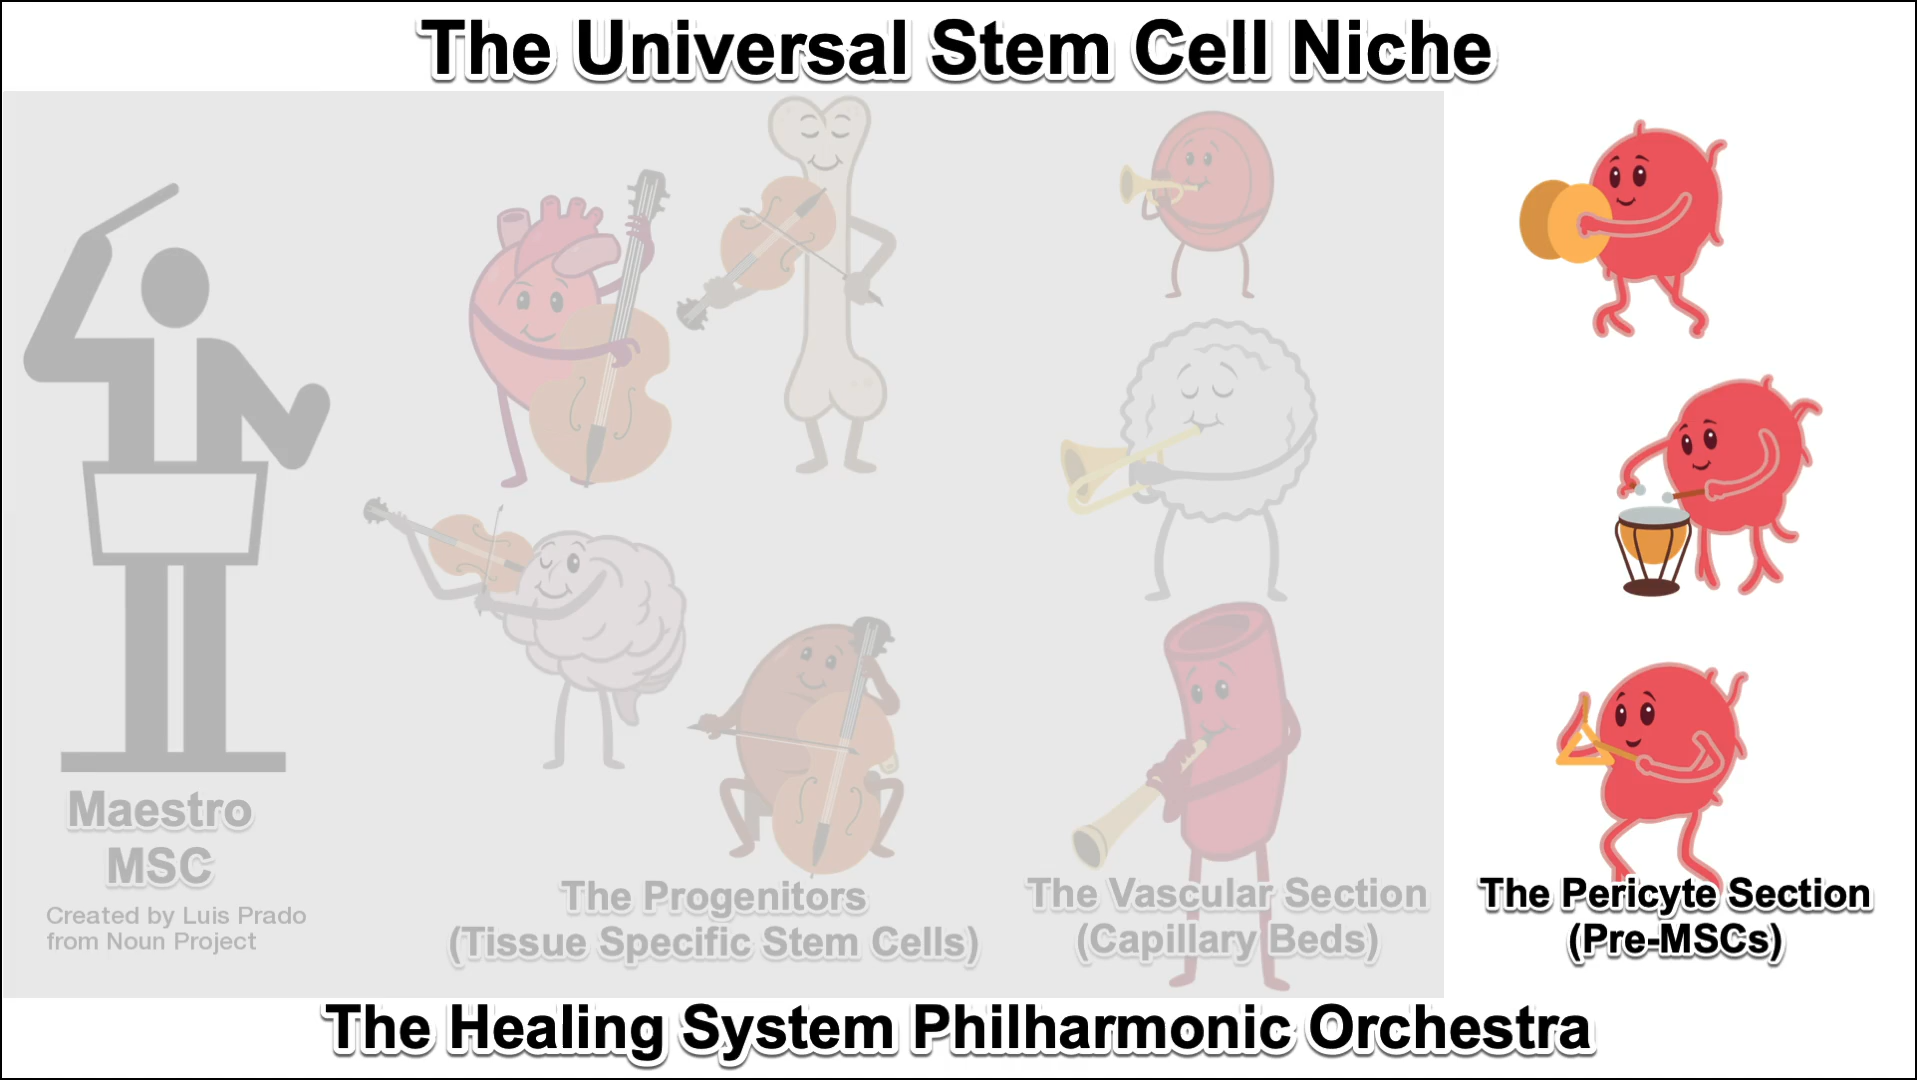 The Universal Stem Cell Niche
Maestro
MSC
Created by Luis Prado
from Noun Project
The Progenitors
(Tissue Specific Stem Cells)
The Vascular Section
(Capillary Beds)
The Pericyte Section
(Pre-MSCs)
The Healing System Philharmonic Orchestra